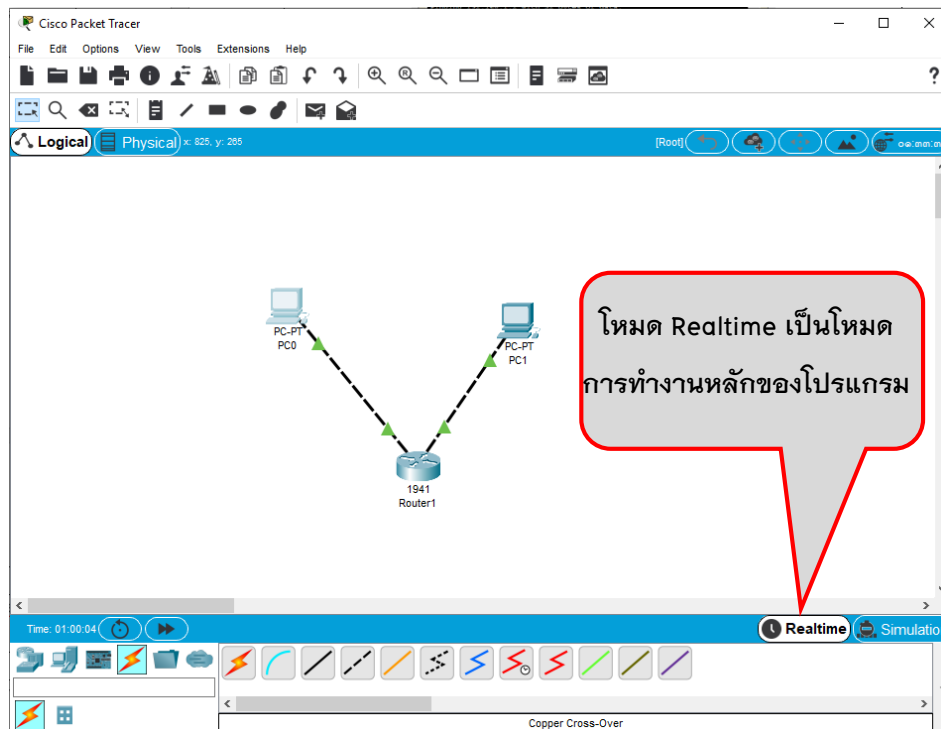 Cisco Packet Tracer
File Edit Options View Tools Extensions Help
?
Logical Physical x: 825, y: 265 [Root]
PC-PT
PC0
PC-PT
PC1
1941
Router1
โหมด Realtime เป็นโหมด
การทำงานหลักของโปรแกรม
Time: 01:00:04 Realtime Simulatio
Copper Cross-Over